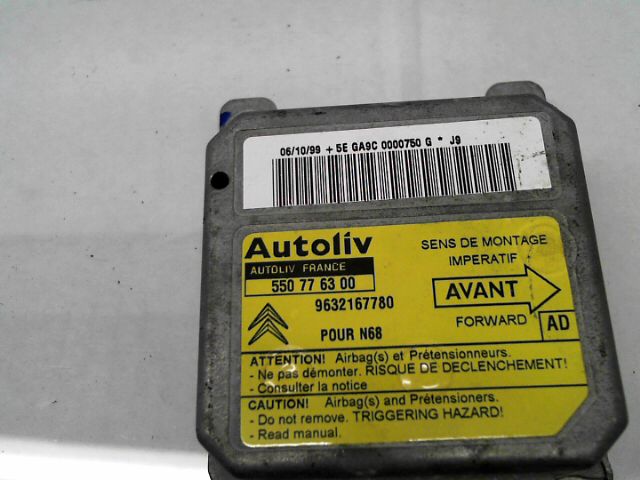 06/10/99 + 5E GA9C 0000750 G * J9
Autoliv
AUTOLIV FRANCE
550 77 63 00
9632167780
POUR N68
SENS DE MONTAGE
IMPERATIF
AVANT
FORWARD
AD
ATTENTION! Airbag(s) et Prétensionneurs.
- Ne pas démonter. RISQUE DE DECLENCHEMENT!
- Consulter la notice
CAUTION! Airbag(s) and Prétensioners.
- Do not remove. TRIGGERING HAZARD!
- Read manual.